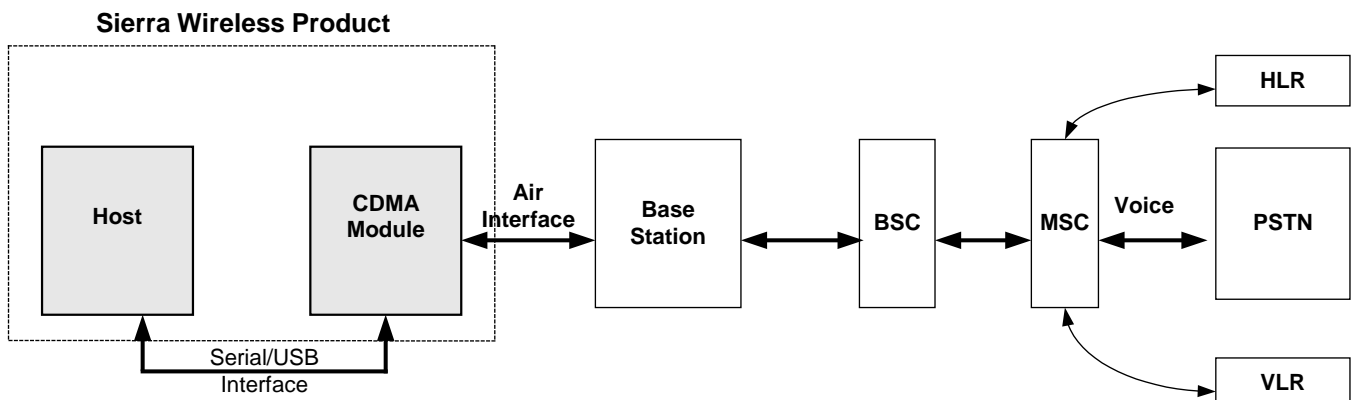 Sierra Wireless Product
Host
CDMA
Module
Serial/USB
Interface
Air
Interface
Base
Station
BSC
MSC
Voice
HLR
PSTN
VLR